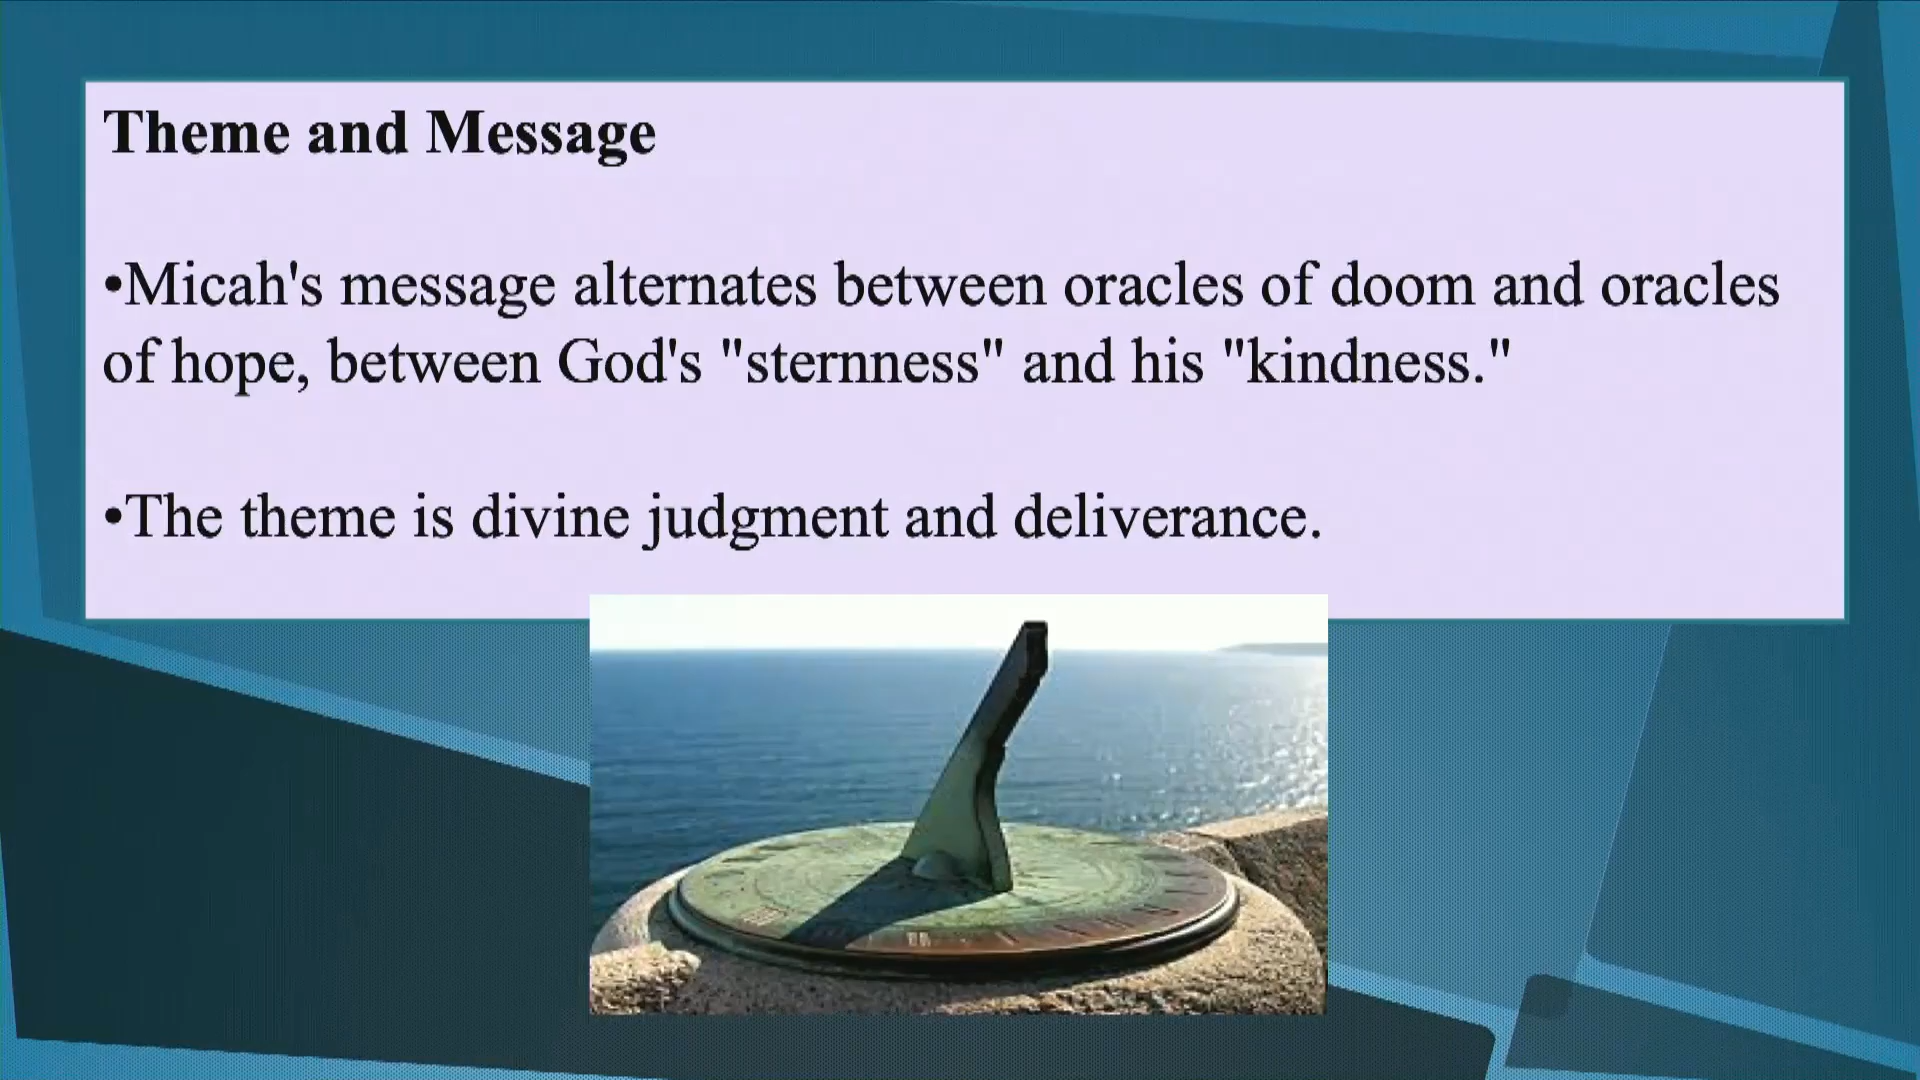 Theme and Message
•Micah's message alternates between oracles of doom and oracles
of hope, between God's "sternness" and his "kindness."
•The theme is divine judgment and deliverance.